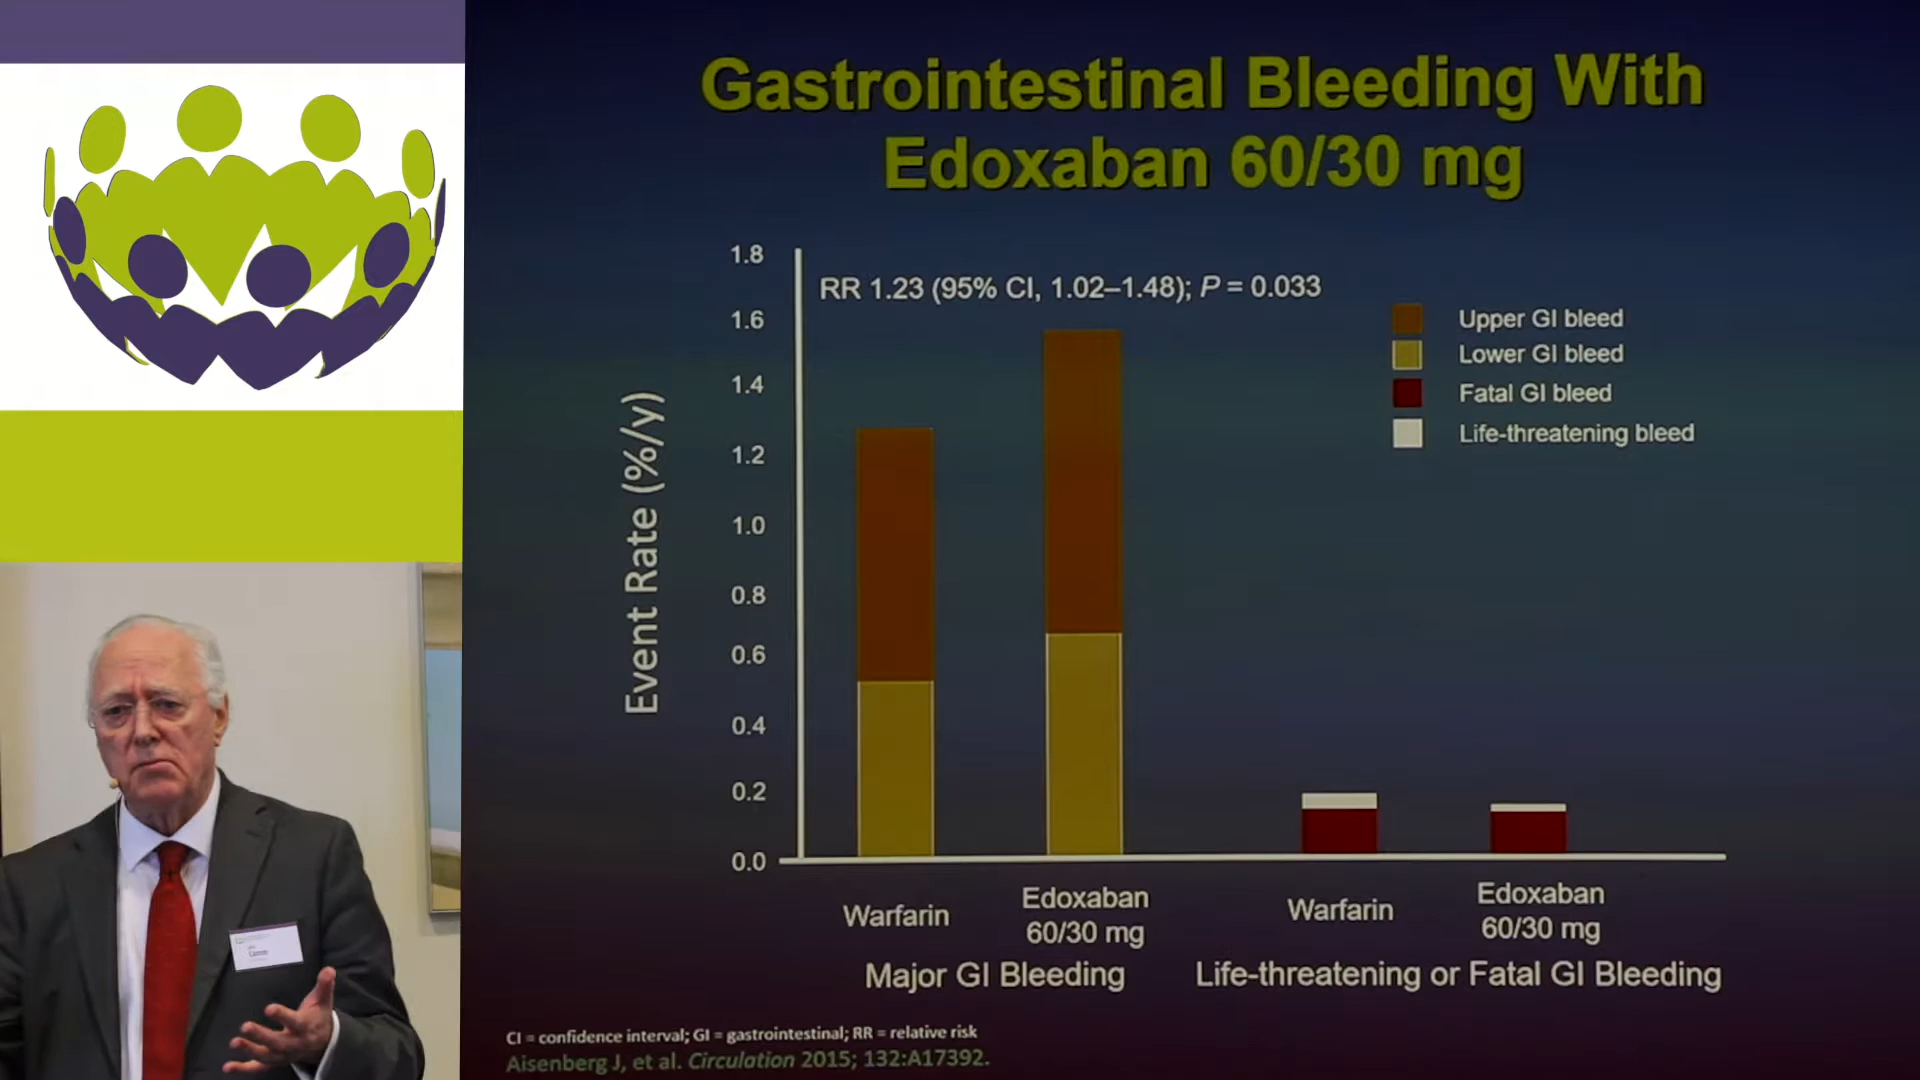 Gastrointestinal Bleeding With
Edoxaban 60/30 mg
RR 1.23 (95% CI, 1.02–1.48); P = 0.033
Upper GI bleed
Lower GI bleed
Fatal GI bleed
Life-threatening bleed
Event Rate (%/y)
1.8
1.6
1.4
1.2
1.0
0.8
0.6
0.4
0.2
0.0
Warfarin
Edoxaban
60/30 mg
Warfarin
Edoxaban
60/30 mg
Major GI Bleeding
Life-threatening or Fatal GI Bleeding
CI = confidence interval; GI = gastrointestinal; RR = relative risk
Aisenberg J, et al. Circulation 2015; 132:A17392.